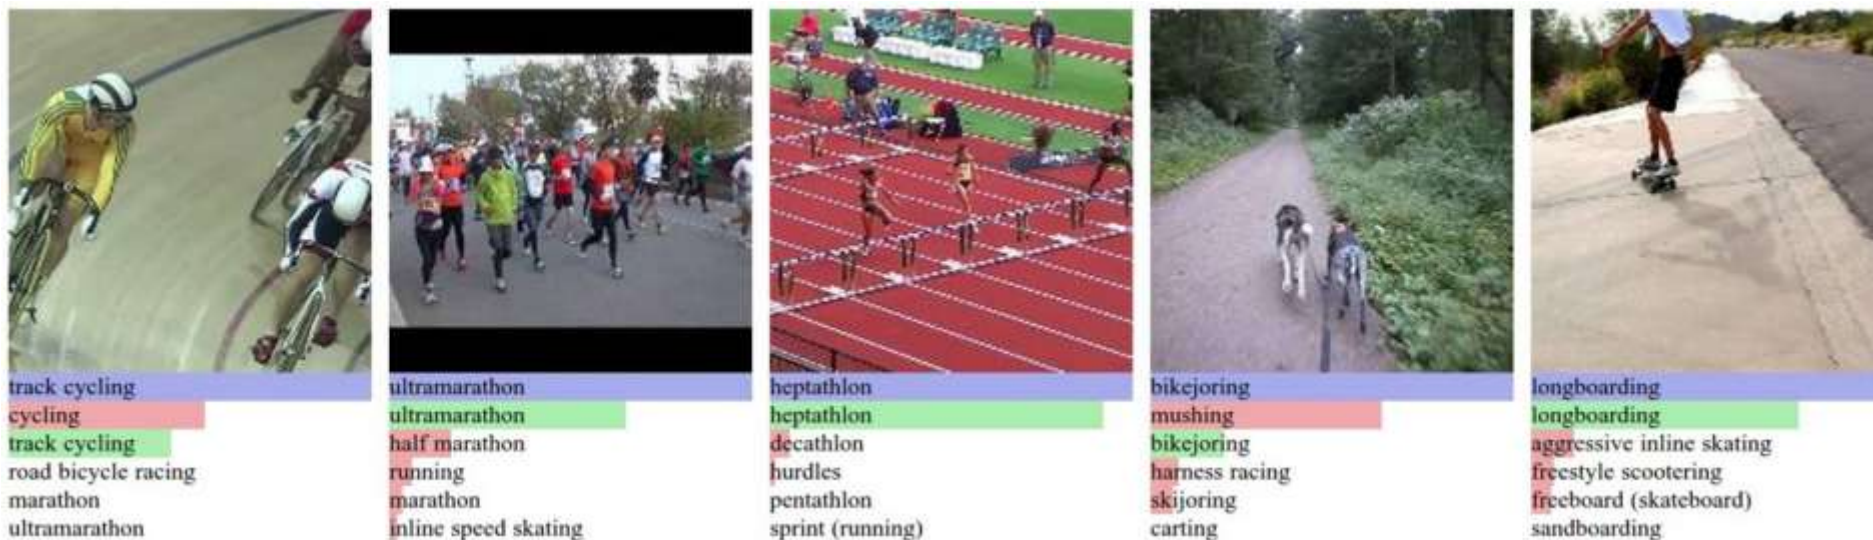 track cycling
cycling
track cycling
road bicycle racing
marathon
ultramarathon
ultramarathon
ultramarathon
half marathon
running
marathon
inline speed skating
heptathlon
heptathlon
decathlon
hurdles
pentathlon
sprint (running)
bikejoring
mushing
bikejoring
harness racing
skijoring
carting
longboarding
longboarding
aggressive inline skating
freestyle scootering
freeboard (skateboard)
sandboarding